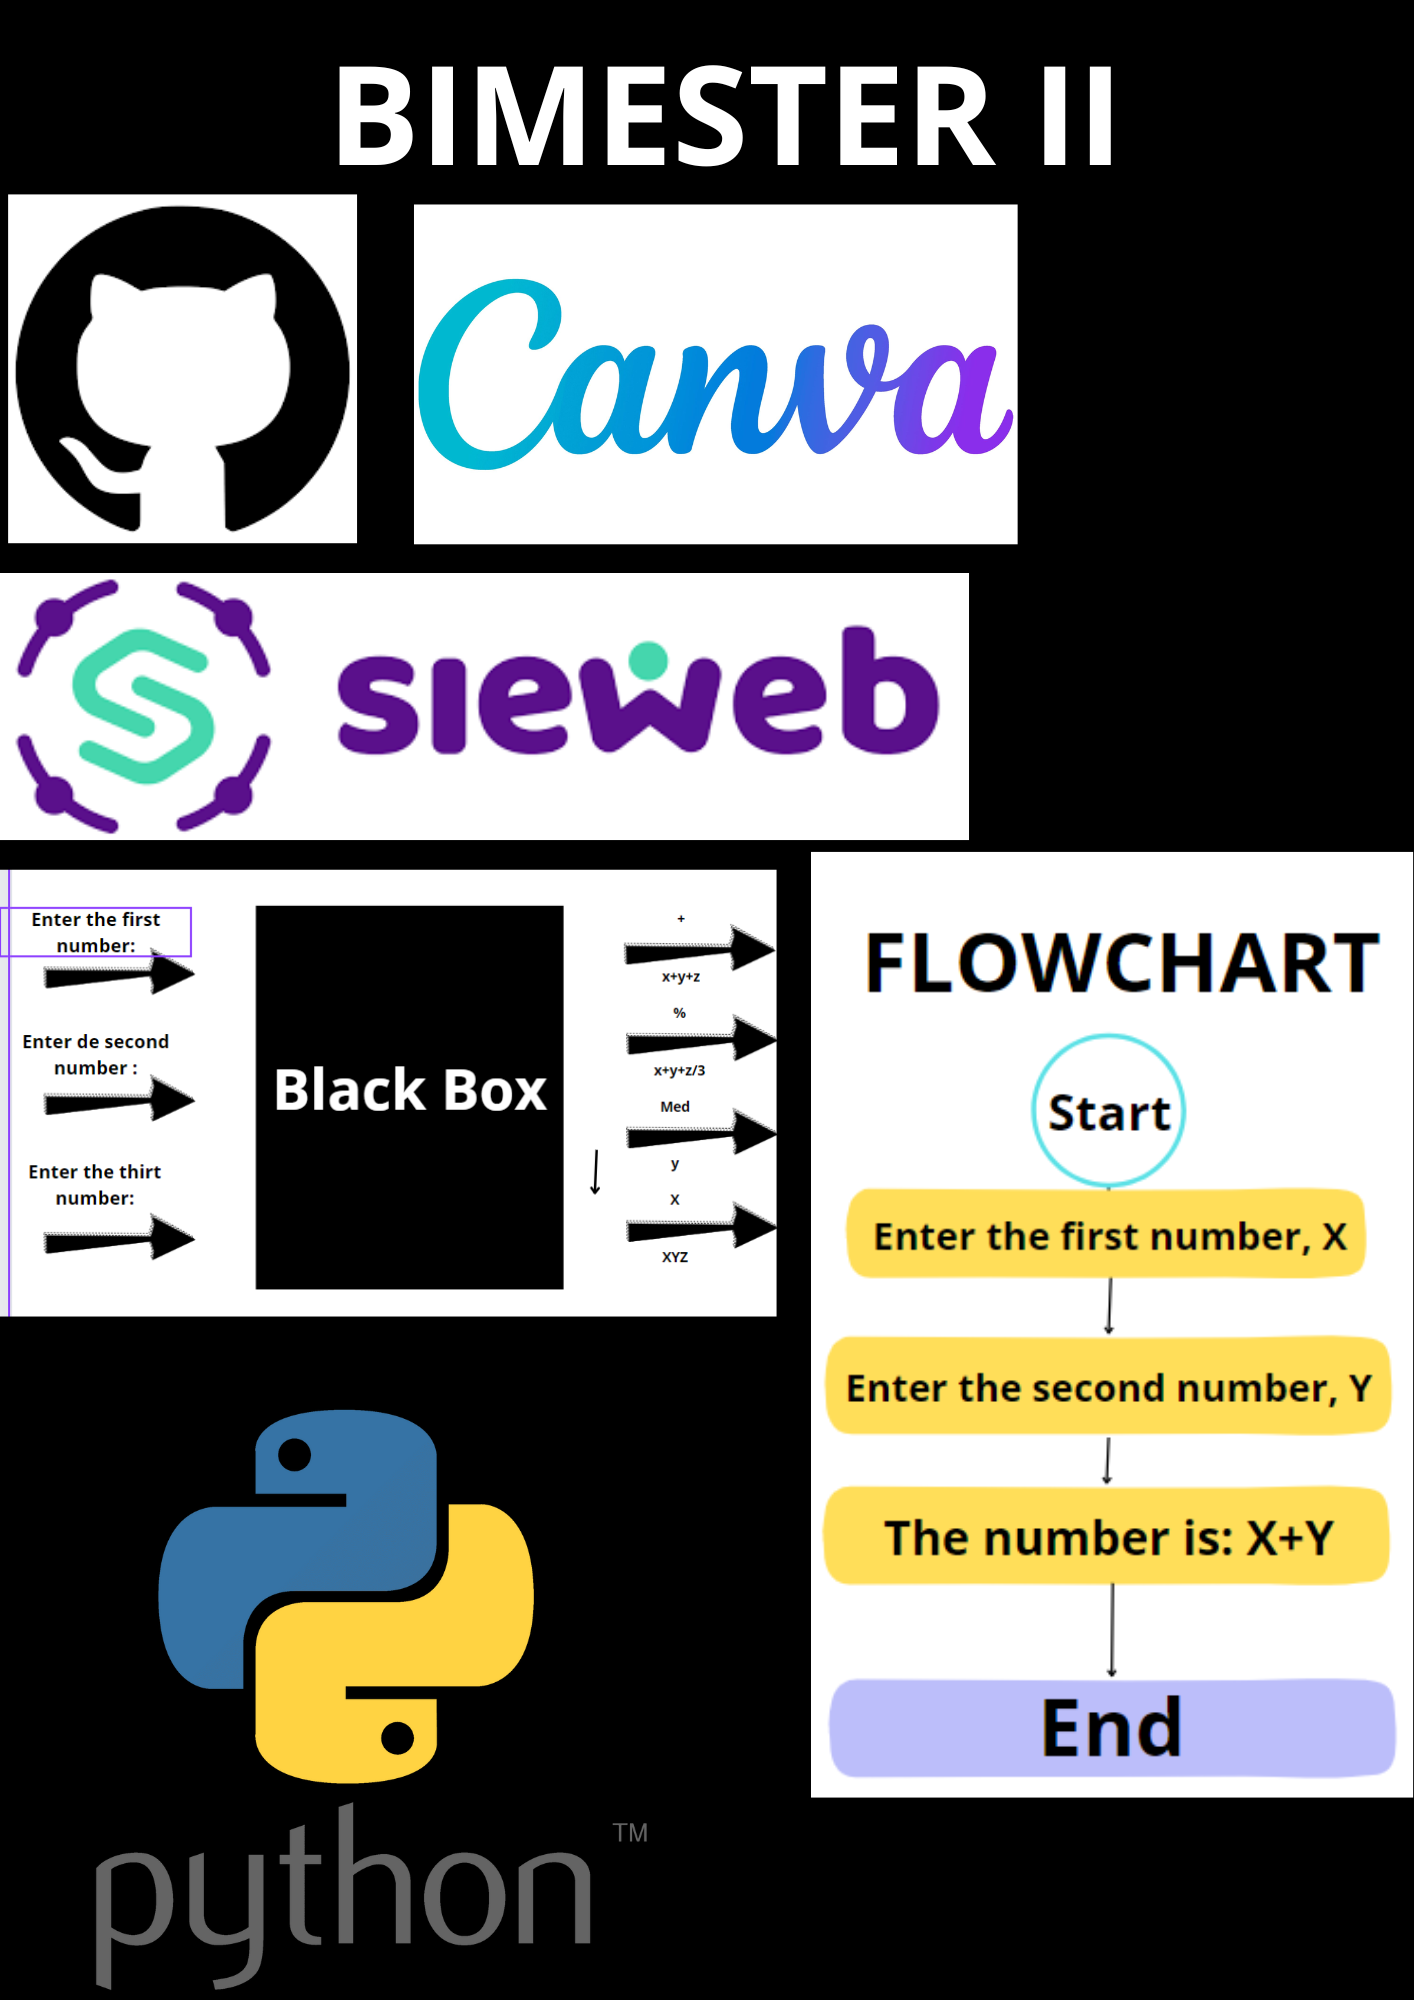 BIMESTER II
Canva
sieweb
Enter the first
number:
Enter de second
number :
Enter the thirt
number:
Black Box
+
x+y+z
%
x+y+z/3
Med
y
X
XYZ
FLOWCHART
Start
Enter the first number, X
Enter the second number, Y
The number is: X+Y
End
python TM